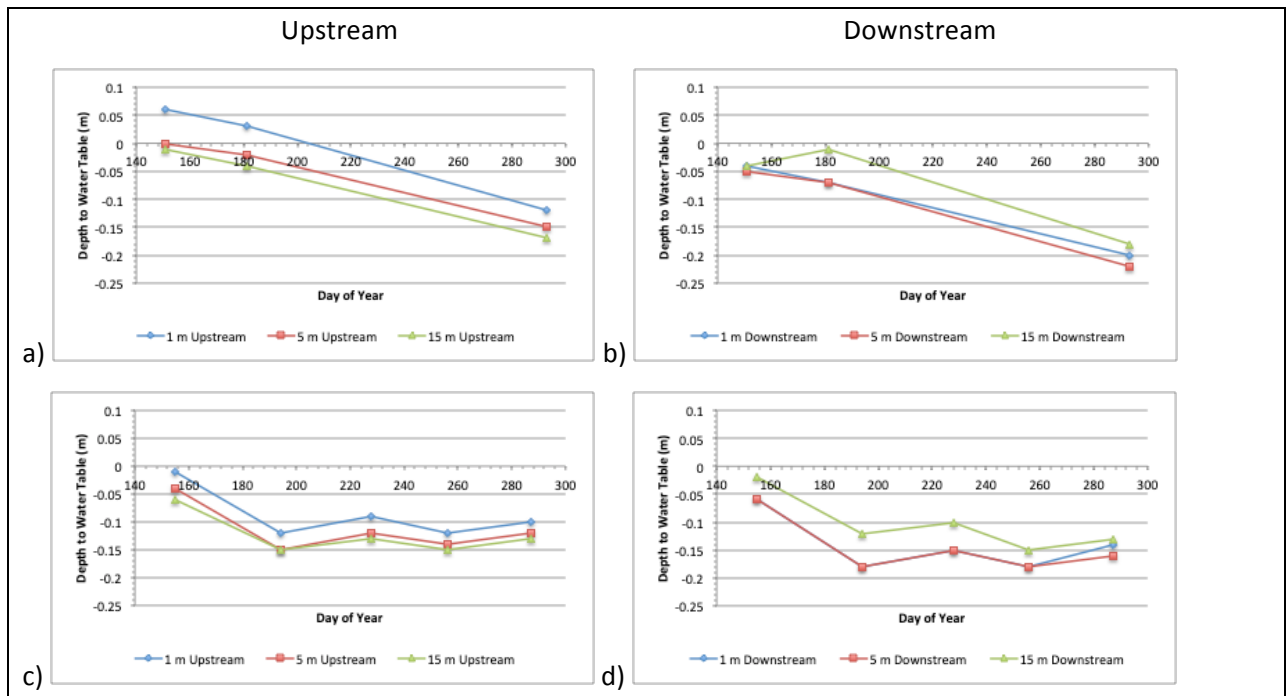 Upstream Downstream
0.1
0.05
0
-0.05
-0.1
-0.15
-0.2
-0.25
140 160 180 200 220 240 260 280 300
Depth to Water Table (m)
Day of Year
1 m Upstream 5 m Upstream 15 m Upstream
a)
0.1
0.05
0
-0.05
-0.1
-0.15
-0.2
-0.25
140 160 180 200 220 240 260 280 300
Depth to Water Table (m)
Day of Year
1 m Downstream 5 m Downstream 15 m Downstream
b)
0.1
0.05
0
-0.05
-0.1
-0.15
-0.2
-0.25
140 160 180 200 220 240 260 280 300
Depth to Water Table (m)
Day of Year
1 m Upstream 5 m Upstream 15 m Upstream
c)
0.1
0.05
0
-0.05
-0.1
-0.15
-0.2
-0.25
140 160 180 200 220 240 260 280 300
Depth to Water Table (m)
Day of Year
1 m Downstream 5 m Downstream 15 m Downstream
d)